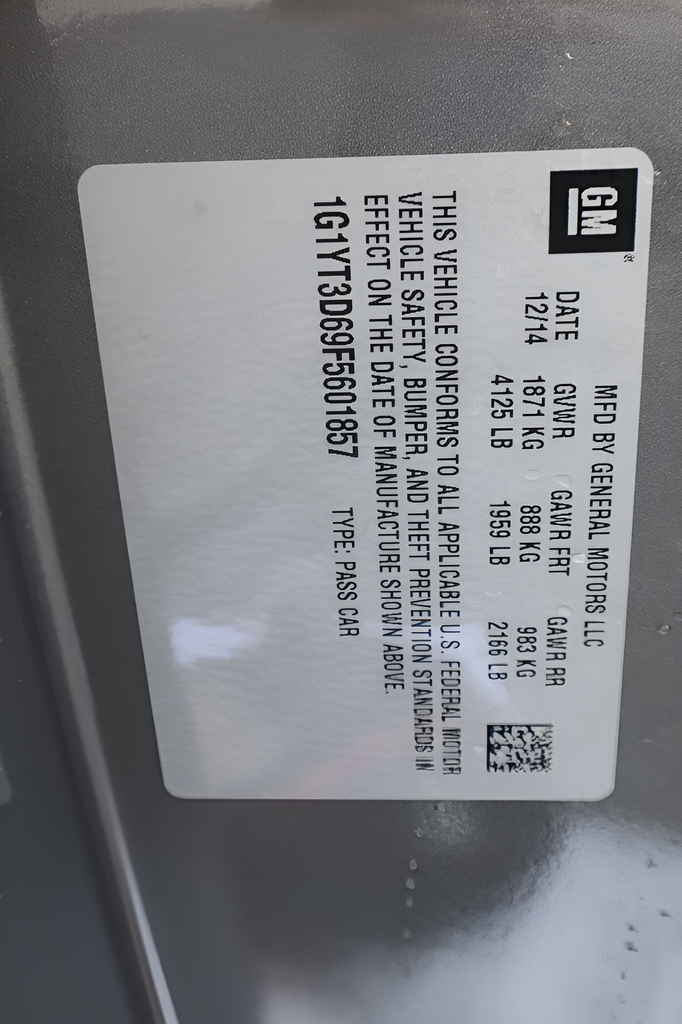 GM®
MFD BY GENERAL MOTORS LLC
DATE GVWR GAWR FRT GAWR RR
12/14 1871 KG 888 KG 983 KG
4125 LB 1959 LB 2166 LB
THIS VEHICLE CONFORMS TO ALL APPLICABLE U.S. FEDERAL MOTOR
VEHICLE SAFETY, BUMPER, AND THEFT PREVENTION STANDARDS IN
EFFECT ON THE DATE OF MANUFACTURE SHOWN ABOVE.
1G1YT3D69F5601857 TYPE: PASS CAR